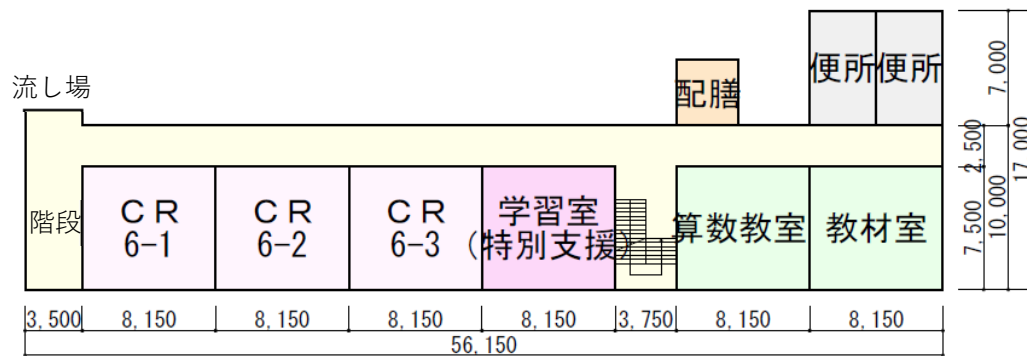 便所 便所
配膳
流し場
階段
CR
6-1
CR
6-2
CR
6-3
学習室
(特別支援)
算数教室
教材室
7,000
2,500
7,500
10,000
17,000
3,500 8,150 8,150 8,150 8,150 3,750 8,150 8,150
56,150